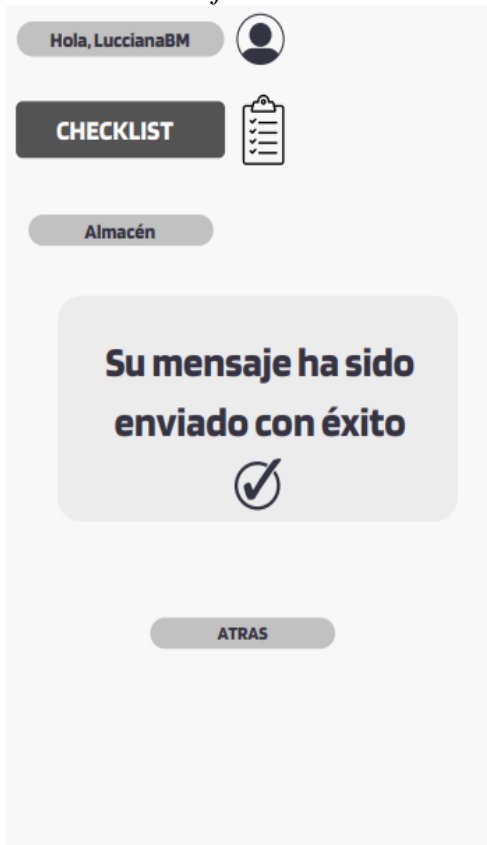 Hola, LuccianaBM
CHECKLIST
Almacén
Su mensaje ha sido
enviado con éxito
ATRAS